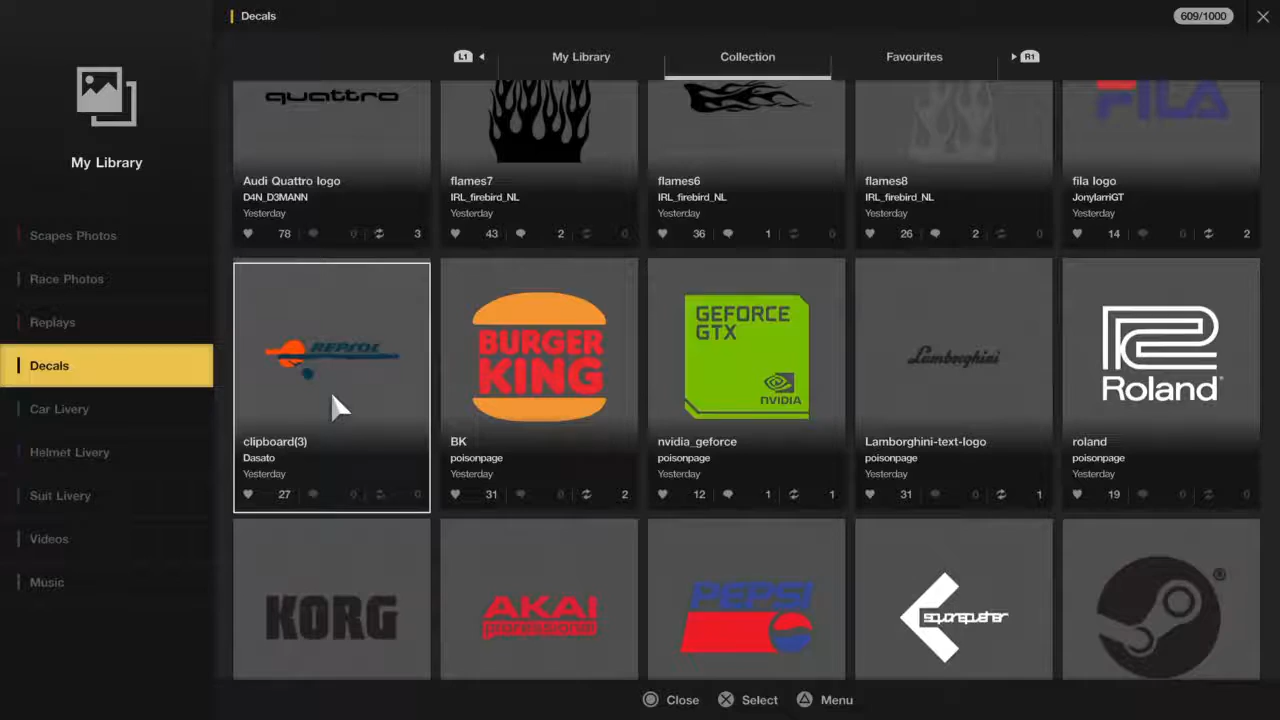 Decals
609/1000
L1
My Library
Collection
Favourites
R1
My Library
Scapes Photos
Race Photos
Replays
Decals
Car Livery
Helmet Livery
Suit Livery
Videos
Music
quattro
FILA
Audi Quattro logo
D4N_D3MANN
Yesterday
78 0 3
flames7
IRL_firebird_NL
Yesterday
43 2 0
flames6
IRL_firebird_NL
Yesterday
36 1 0
flames8
IRL_firebird_NL
Yesterday
26 2 0
fila logo
JonylarriGT
Yesterday
14 0 2
REPSOL
clipboard(3)
Dasato
Yesterday
27 0 0
BURGER
KING
BK
poisonpage
Yesterday
31 0 2
GEFORCE
GTX
NVIDIA
nvidia_geforce
poisonpage
Yesterday
12 1 1
Lamborghini
Lamborghini-text-logo
poisonpage
Yesterday
31 0 1
Roland®
roland
poisonpage
Yesterday
19 0 0
KORG
AKAI
professional
PEPSI
squarepusher
®
Close
Select
Menu